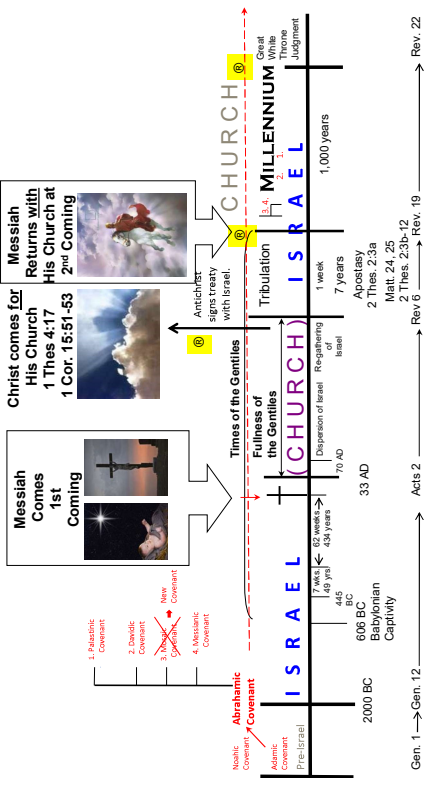 Messiah
Comes
1st
Coming
Christ comes for
His Church
1 Thes 4:17
1 Cor. 15:51-53
Messiah
Returns with
His Church at
2nd Coming
1. Palastinic
Covenant
2. Davidic
Covenant
3. Mosaic
Covenant
New
Covenant
4. Messianic
Covenant
Noahic
Covenant
Adamic
Covenant
Abrahamic
Covenant
Times of the Gentiles
Fullness of
the Gentiles
®
Antichrist
signs treaty
with Israel.
®
CHURCH
®
Tribulation
3. 4.
MILLENNIUM
2. 1.
Great
White
Throne
Judgment
Pre-Israel
ISRAEL
(CHURCH)
ISRAEL
7 wks.
49 yrs
62 weeks
434 years
Dispersion of Israel
Re-gathering
of
Israel
1 week
1,000 years
2000 BC
606 BC
Babylonian
Captivity
445
BC
33 AD
70 AD
7 years
Apostasy
2 Thes. 2:3a
Matt. 24, 25
2 Thes. 2:3b-12
Gen. 1
Gen. 12
Acts 2
Rev 6
Rev. 19
Rev. 22